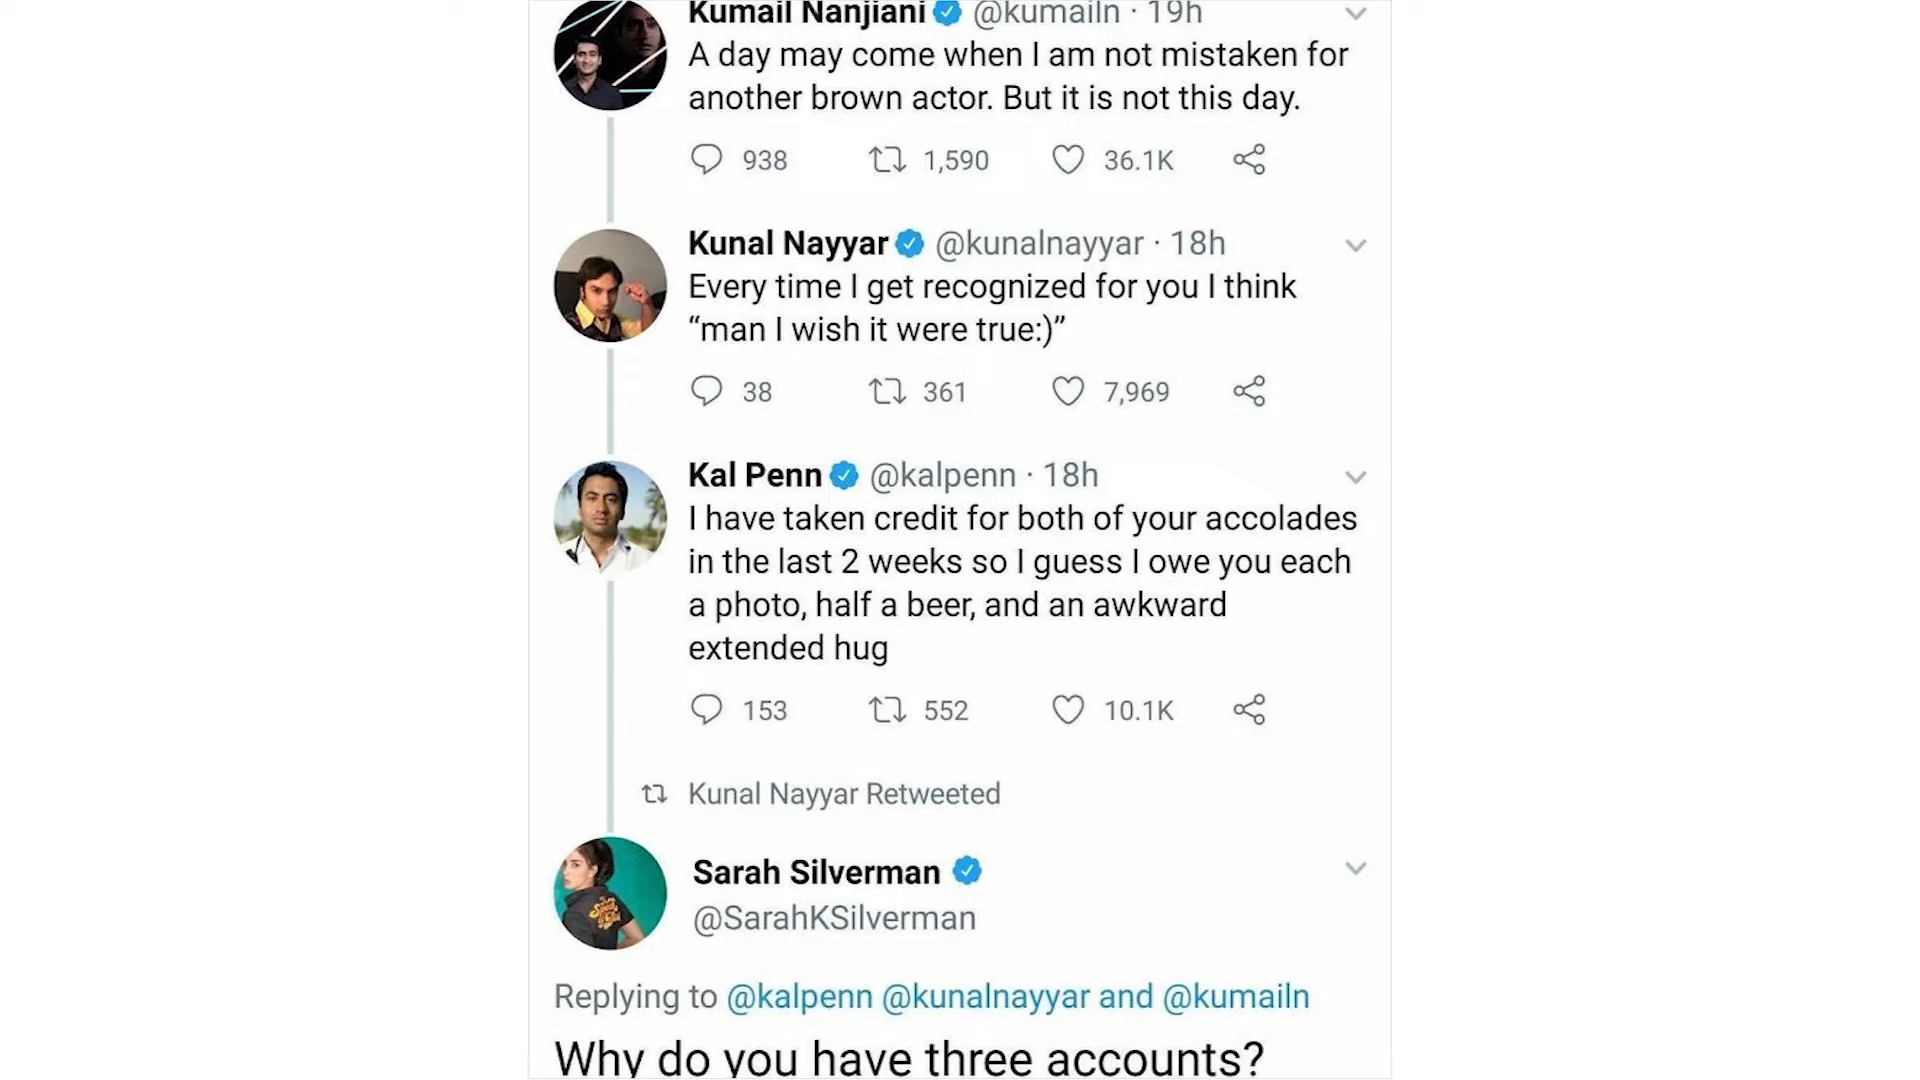 Kumail Nanjiani @kumailn · 19h
A day may come when I am not mistaken for
another brown actor. But it is not this day.
938 1,590 36.1K
Kunal Nayyar @kunalnayyar · 18h
Every time I get recognized for you I think
“man I wish it were true:)”
38 361 7,969
Kal Penn @kalpenn · 18h
I have taken credit for both of your accolades
in the last 2 weeks so I guess I owe you each
a photo, half a beer, and an awkward
extended hug
153 552 10.1K
Kunal Nayyar Retweeted
Sarah Silverman
@SarahKSilverman
Replying to @kalpenn @kunalnayyar and @kumailn
Why do you have three accounts?